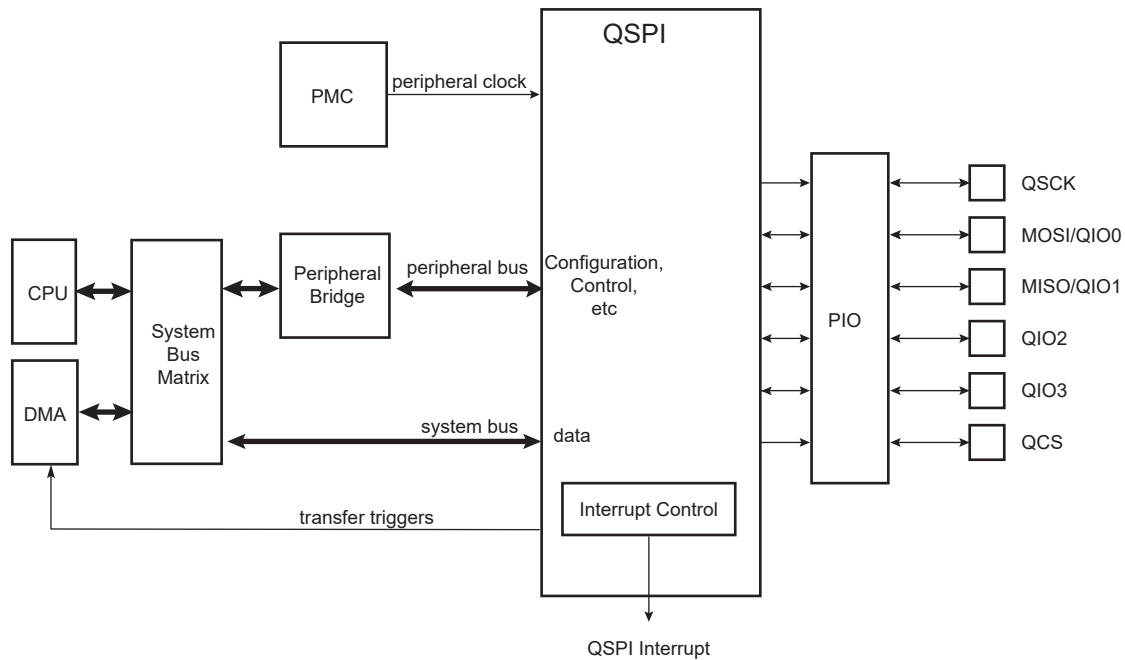 QSPI
PMC
peripheral clock
QSCK
MOSI/QIO0
MISO/QIO1
QIO2
QIO3
QCS
PIO
CPU
DMA
System
Bus
Matrix
Peripheral
Bridge
peripheral bus
Configuration,
Control,
etc
system bus
data
transfer triggers
Interrupt Control
QSPI Interrupt